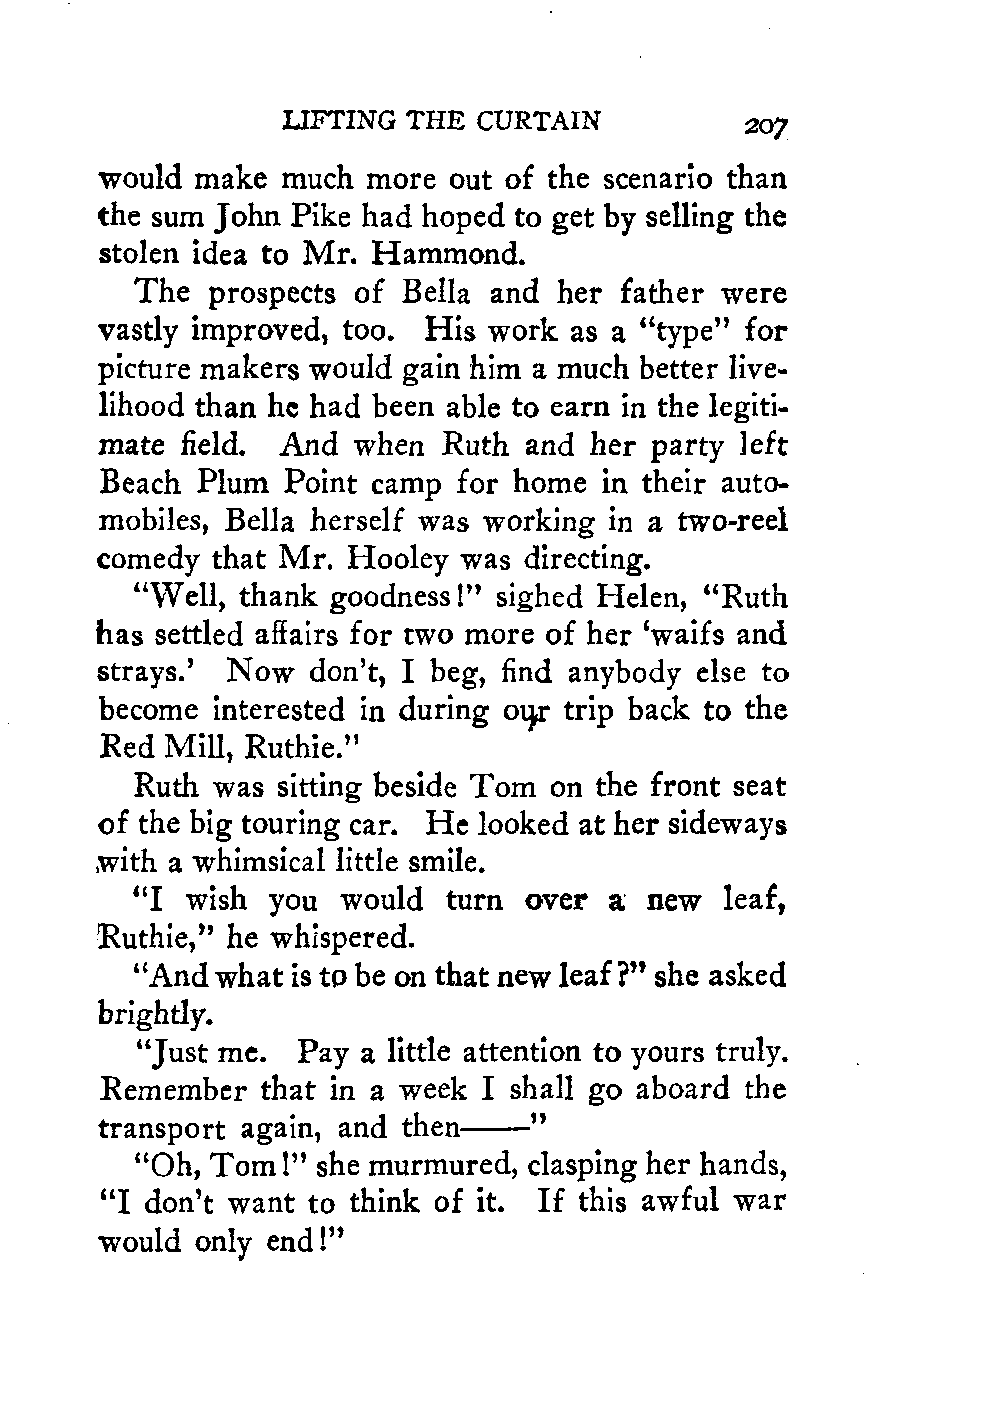 LIFTING THE CURTAIN 207
would make much more out of the scenario than
the sum John Pike had hoped to get by selling the
stolen idea to Mr. Hammond.
The prospects of Bella and her father were
vastly improved, too. His work as a “type” for
picture makers would gain him a much better live-
lihood than he had been able to earn in the legiti-
mate field. And when Ruth and her party left
Beach Plum Point camp for home in their auto-
mobiles, Bella herself was working in a two-reel
comedy that Mr. Hooley was directing.
“Well, thank goodness!” sighed Helen, “Ruth
has settled affairs for two more of her ‘waifs and
strays.’ Now don’t, I beg, find anybody else to
become interested in during our trip back to the
Red Mill, Ruthie.”
Ruth was sitting beside Tom on the front seat
of the big touring car. He looked at her sideways
with a whimsical little smile.
“I wish you would turn over a new leaf,
Ruthie,” he whispered.
“And what is to be on that new leaf?” she asked
brightly.
“Just me. Pay a little attention to yours truly.
Remember that in a week I shall go aboard the
transport again, and then——”
“Oh, Tom!” she murmured, clasping her hands,
“I don’t want to think of it. If this awful war
would only end!”